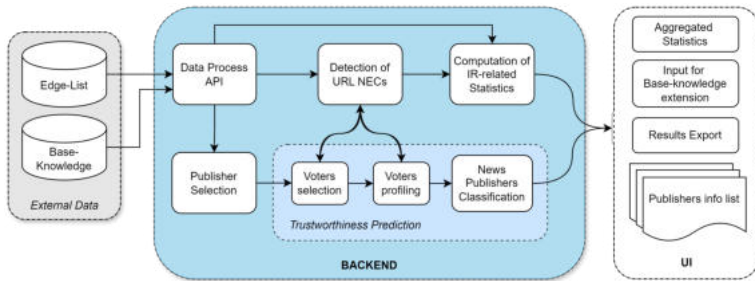 Edge-List
Base-
Knowledge
External Data
Data Process
API
Detection of
URL NECs
Computation of
IR-related
Statistics
Publisher
Selection
Voters
selection
Voters
profiling
News
Publishers
Classification
Trustworthiness Prediction
BACKEND
Aggregated
Statistics
Input for
Base-knowledge
extension
Results Export
Publishers info list
UI